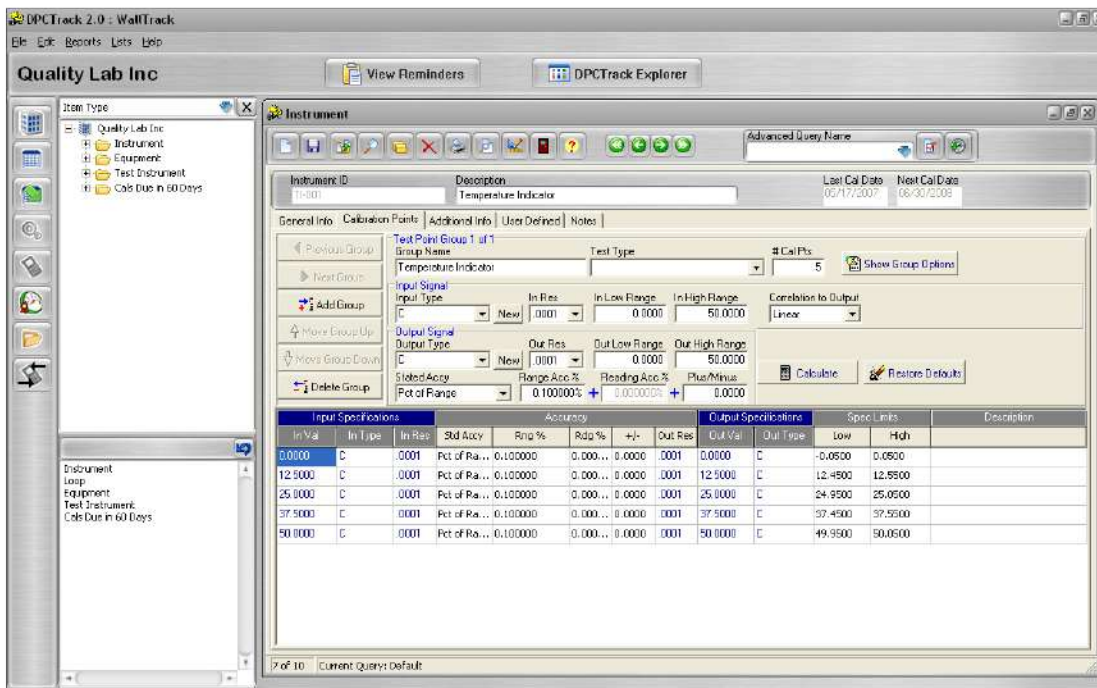 DPCTrack 2.0 : WallTrack
File Edit Reports Lists Help
Quality Lab Inc
View Reminders
DPCTrack Explorer
Item Type
Quality Lab Inc
Instrument
Equipment
Test Instrument
Cals Due in 60 Days
Instrument
Loop
Equipment
Test Instrument
Cals Due in 60 Days
Instrument
Advanced Query Name
Instrument ID Description Last Cal Date Next Cal Date
TI-001 Temperature Indicator 05/17/2007 06/30/2008
General Info Calibration Points Additional Info User Defined Notes
Previous Group
Next Group
Add Group
Move Group Up
Move Group Down
Delete Group
Test Point Group 1 of 1
Group Name Test Type # Cal Pts
Temperature Indicator 5 Show Group Options
Input Signal
Input Type In Res In Low Range In High Range Correlation to Output
C New .0001 0.0000 50.0000 Linear
Output Signal
Output Type Out Res Out Low Range Out High Range
C New .0001 0.0000 50.0000
Stated Accy Range Acc % Reading Acc % Plus/Minus
Pct of Range 0.100000% + 0.000000% + 0.0000
Calculate Restore Defaults
Input Specifications Accuracy Output Specifications Spec Limits Description
In Val In Type In Res Std Accy Rng % Rdg % +/- Out Res Out Val Out Type Low High
0.0000 C .0001 Pct of Ra... 0.100000 0.000... 0.0000 .0001 0.0000 C -0.0500 0.0500
12.5000 C .0001 Pct of Ra... 0.100000 0.000... 0.0000 .0001 12.5000 C 12.4500 12.5500
25.0000 C .0001 Pct of Ra... 0.100000 0.000... 0.0000 .0001 25.0000 C 24.9500 25.0500
37.5000 C .0001 Pct of Ra... 0.100000 0.000... 0.0000 .0001 37.5000 C 37.4500 37.5500
50.0000 C .0001 Pct of Ra... 0.100000 0.000... 0.0000 .0001 50.0000 C 49.9500 50.0500
7 of 10 Current Query: Default